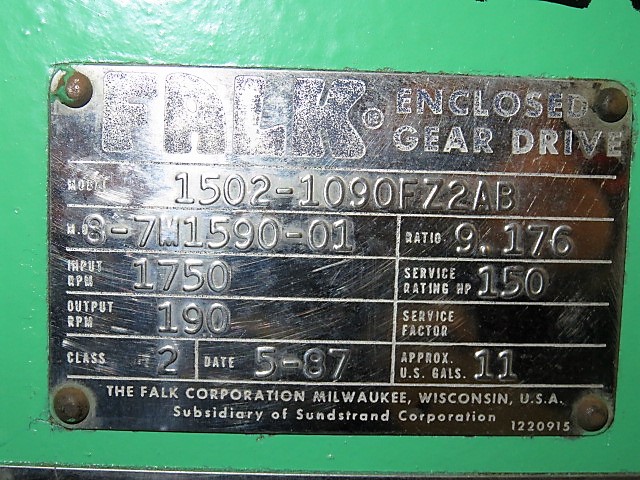 FALK® ENCLOSED GEAR DRIVE
MODEL 1502-1090FZ2AB
M.O. 8-7M1590-01 RATIO 9.176
INPUT RPM 1750 SERVICE RATING HP 150
OUTPUT RPM 190 SERVICE FACTOR
CLASS 2 DATE 5-87 APPROX. U.S. GALS. 11
THE FALK CORPORATION MILWAUKEE, WISCONSIN, U.S.A.
Subsidiary of Sundstrand Corporation
1220915